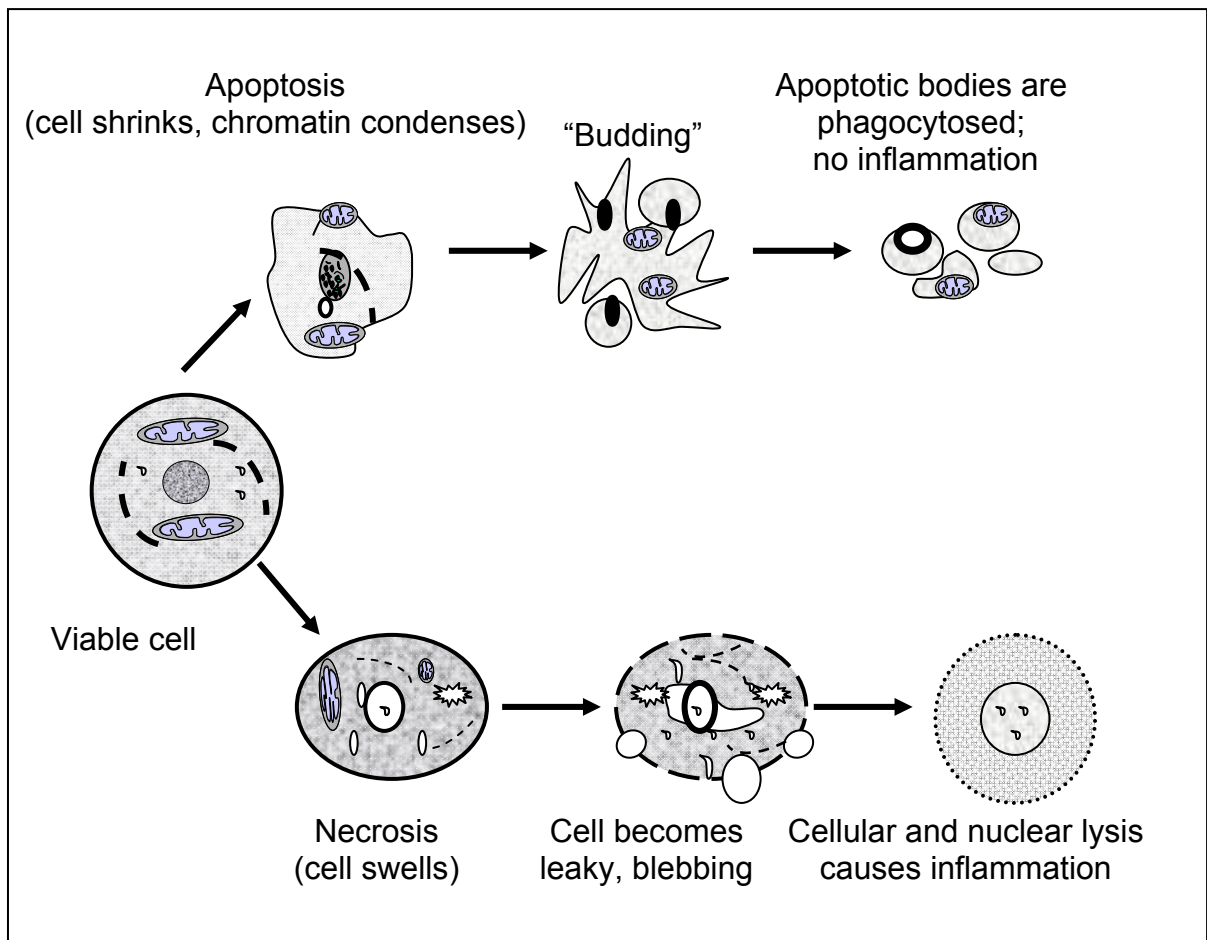 Apoptosis
(cell shrinks, chromatin condenses)
“Budding”
Apoptotic bodies are
phagocytosed;
no inflammation
Viable cell
Necrosis
(cell swells)
Cell becomes
leaky, blebbing
Cellular and nuclear lysis
causes inflammation